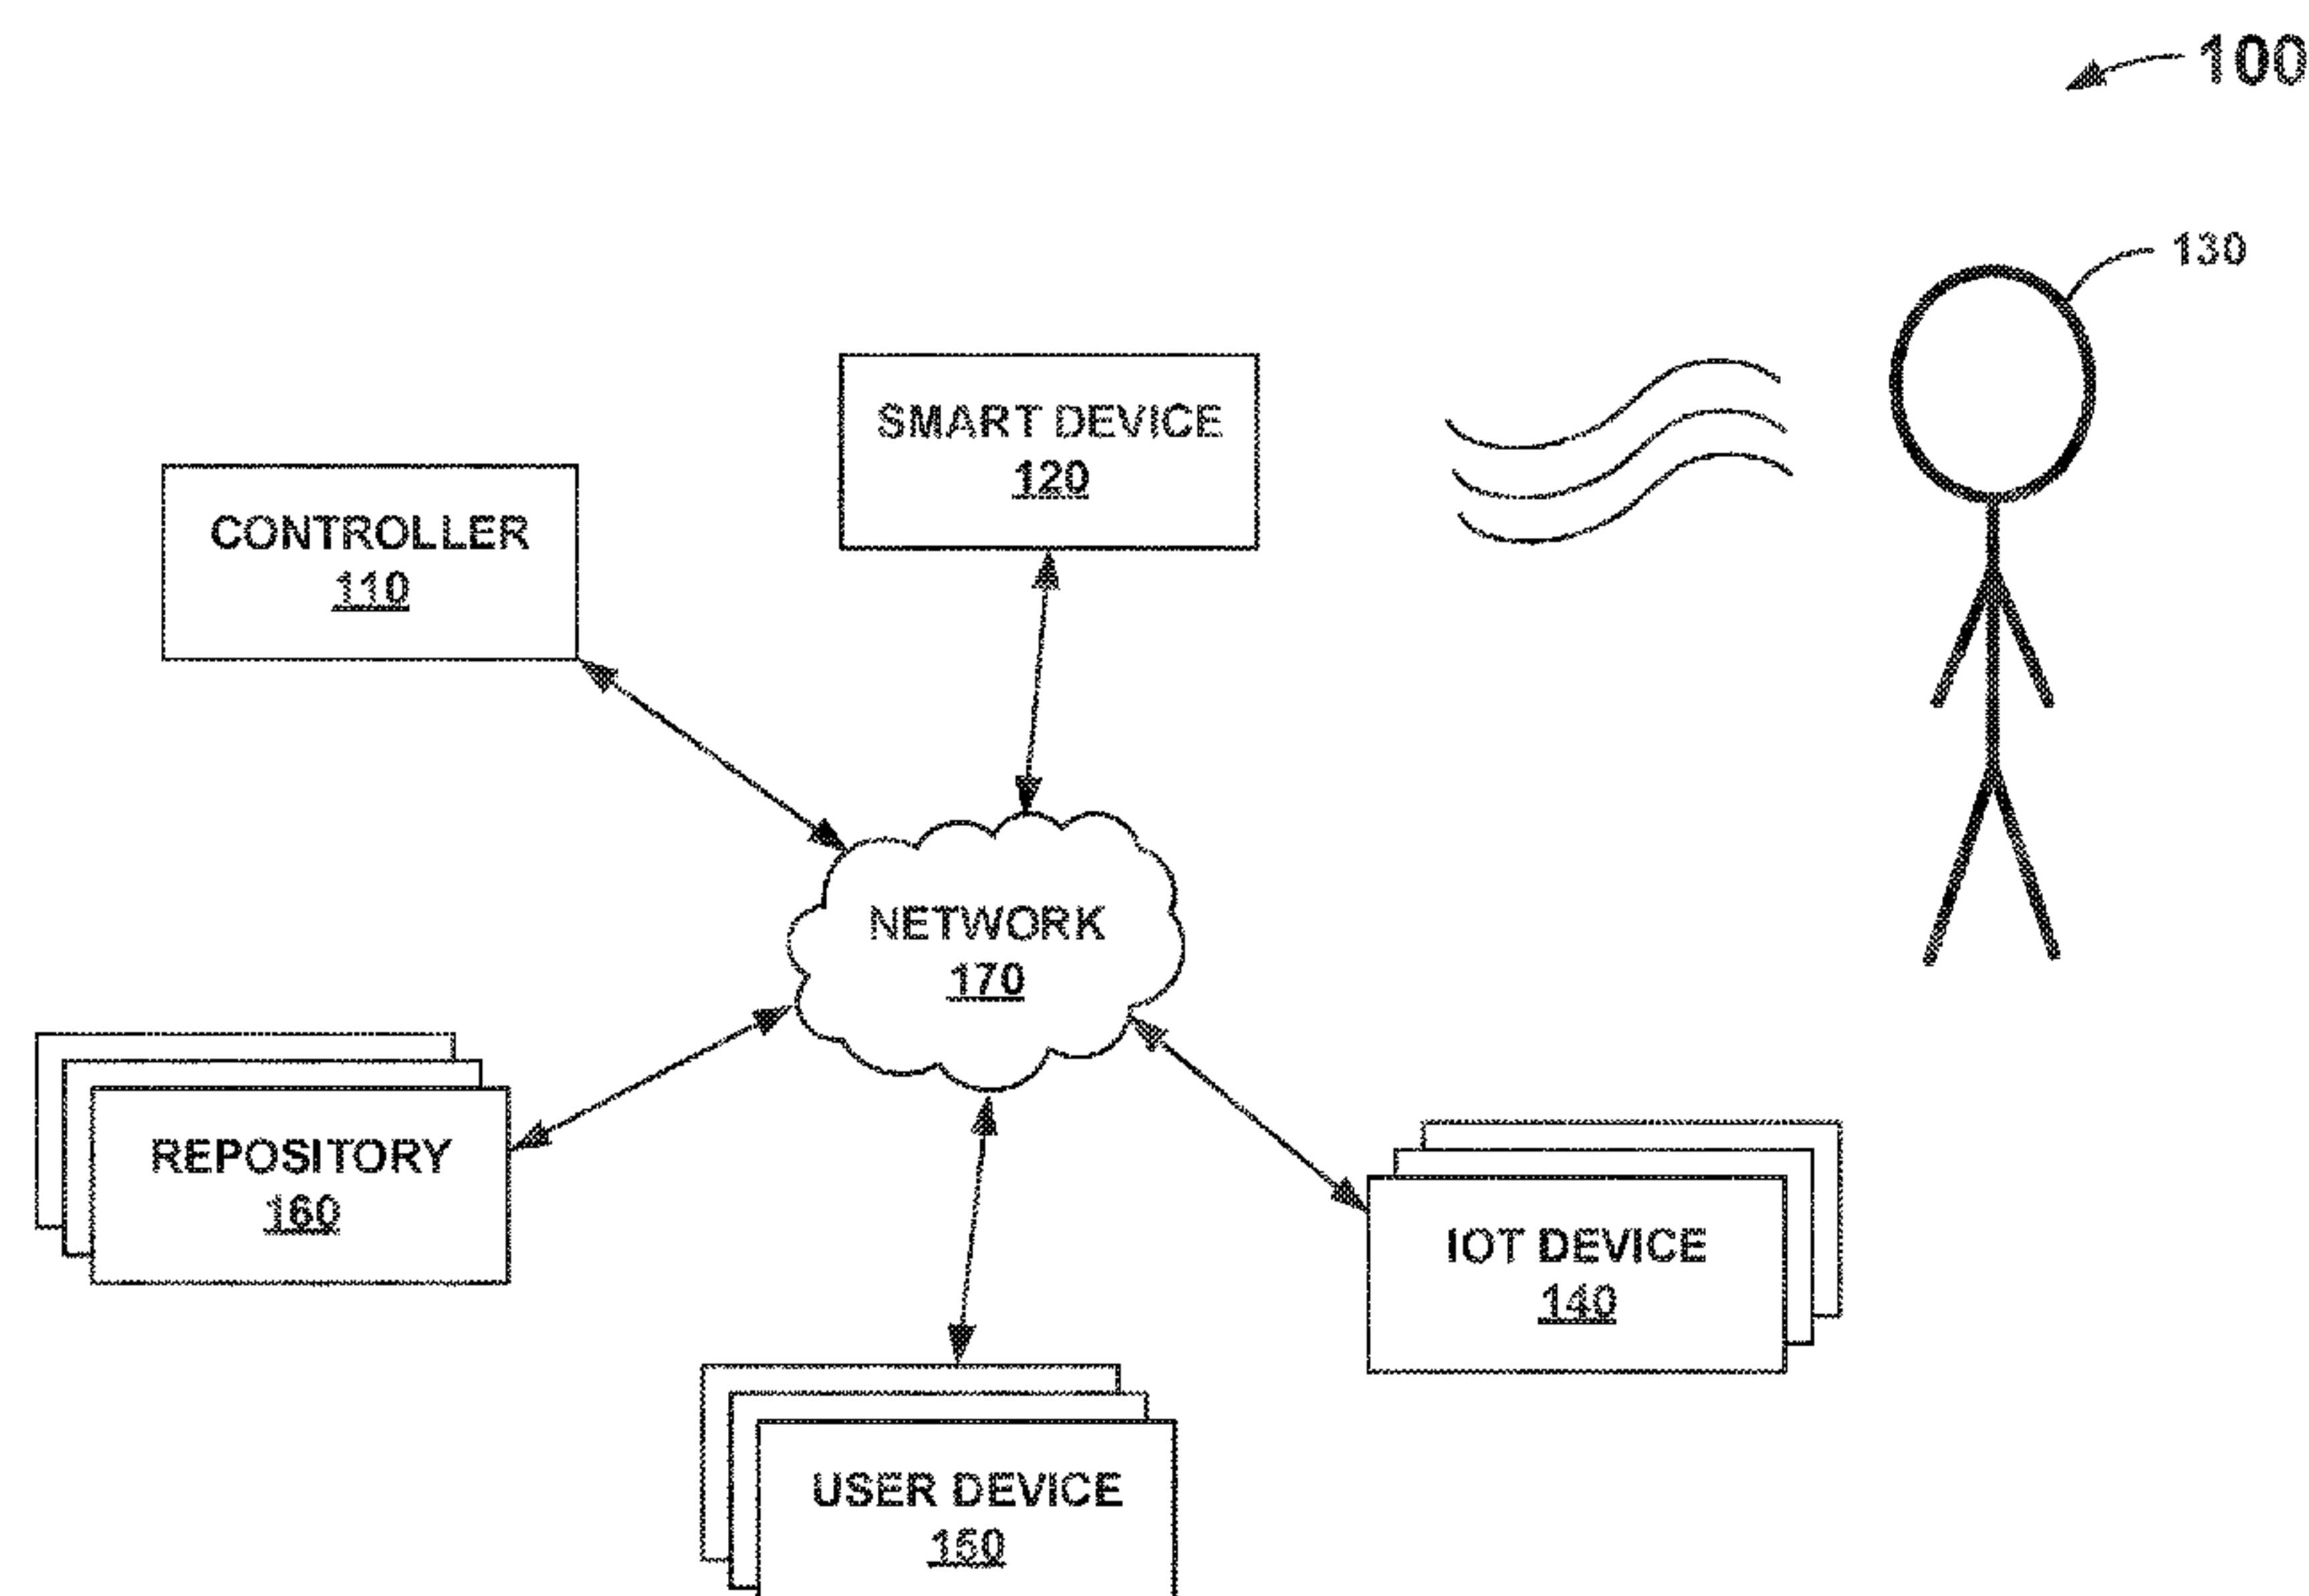 100
130
SMART DEVICE
120
CONTROLLER
110
NETWORK
170
REPOSITORY
160
IOT DEVICE
140
USER DEVICE
150